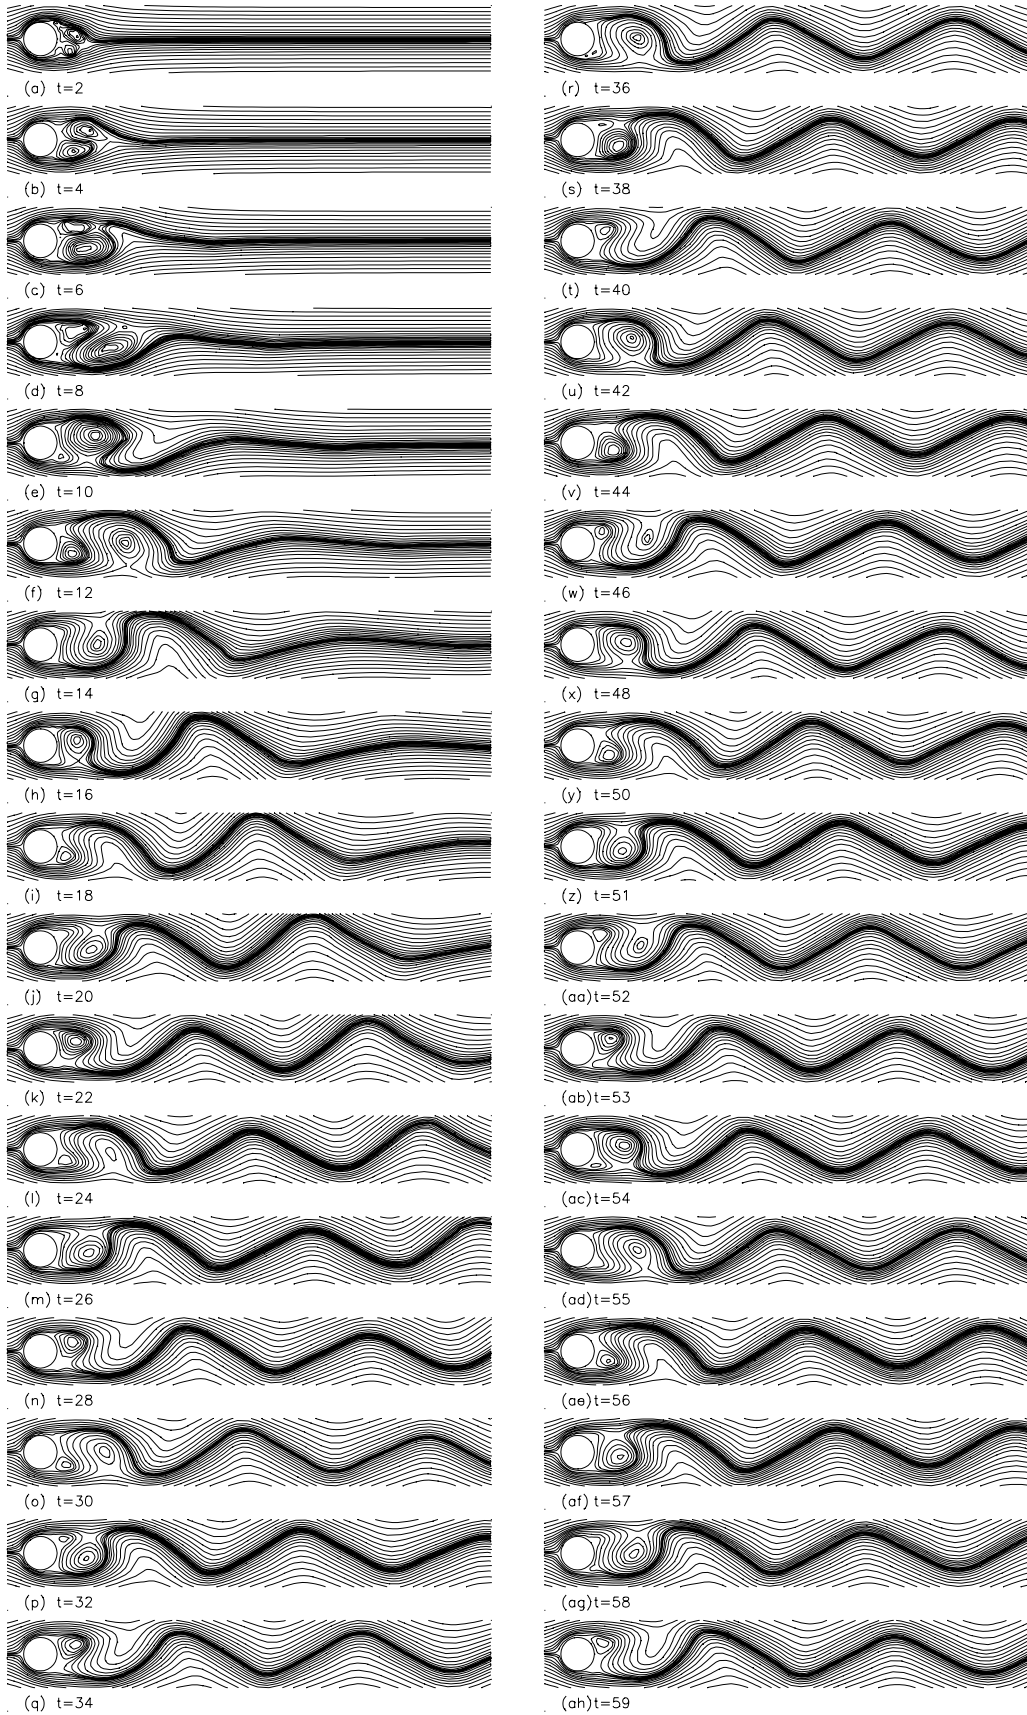 (a) t=2
(b) t=4
(c) t=6
(d) t=8
(e) t=10
(f) t=12
(g) t=14
(h) t=16
(i) t=18
(j) t=20
(k) t=22
(l) t=24
(m) t=26
(n) t=28
(o) t=30
(p) t=32
(q) t=34
(r) t=36
(s) t=38
(t) t=40
(u) t=42
(v) t=44
(w) t=46
(x) t=48
(y) t=50
(z) t=51
(aa) t=52
(ab) t=53
(ac) t=54
(ad) t=55
(ae) t=56
(af) t=57
(ag) t=58
(ah) t=59